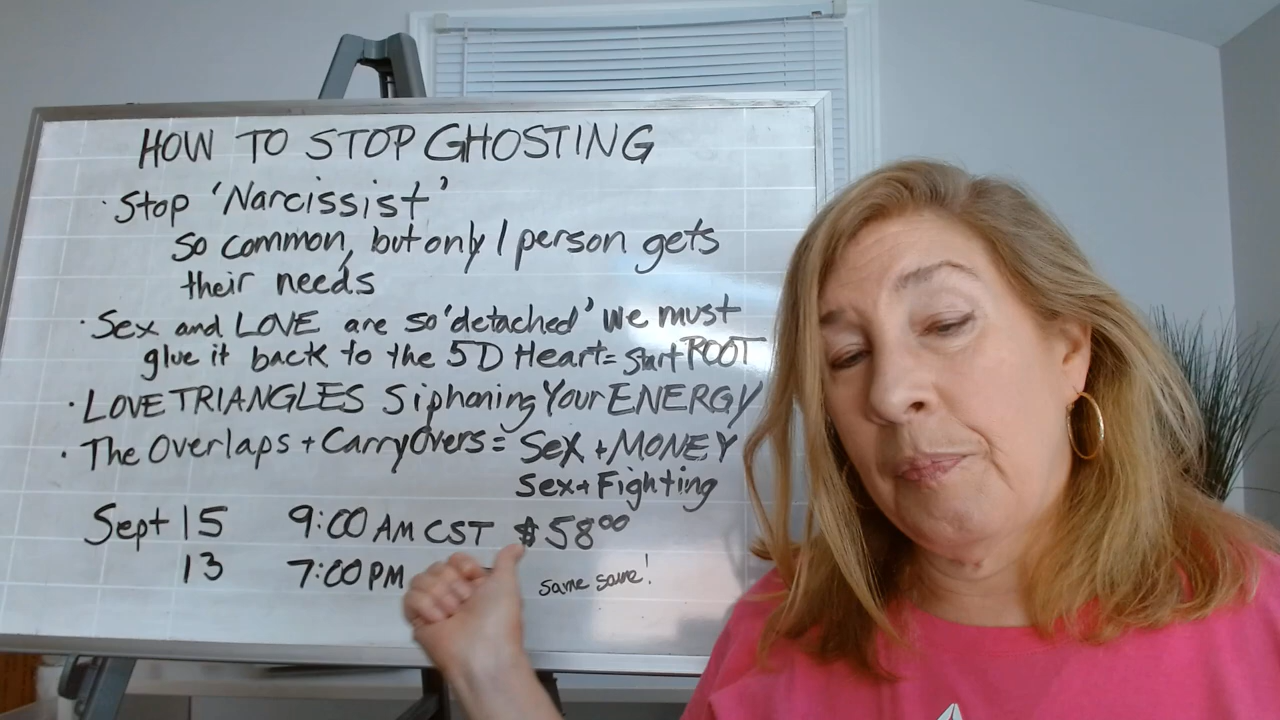 HOW TO STOP GHOSTING
· Stop 'Narcissist'
So common, but only 1 person gets
their needs
· Sex and LOVE are so 'detached' we must
glue it back to the 5D Heart = Start ROOT
· LOVE TRIANGLES Siphoning Your ENERGY
· The Overlaps + CarryOvers = Sex + MONEY
Sex + Fighting
Sept 15 9:00 AM CST $58.00
13 7:00 PM same same!